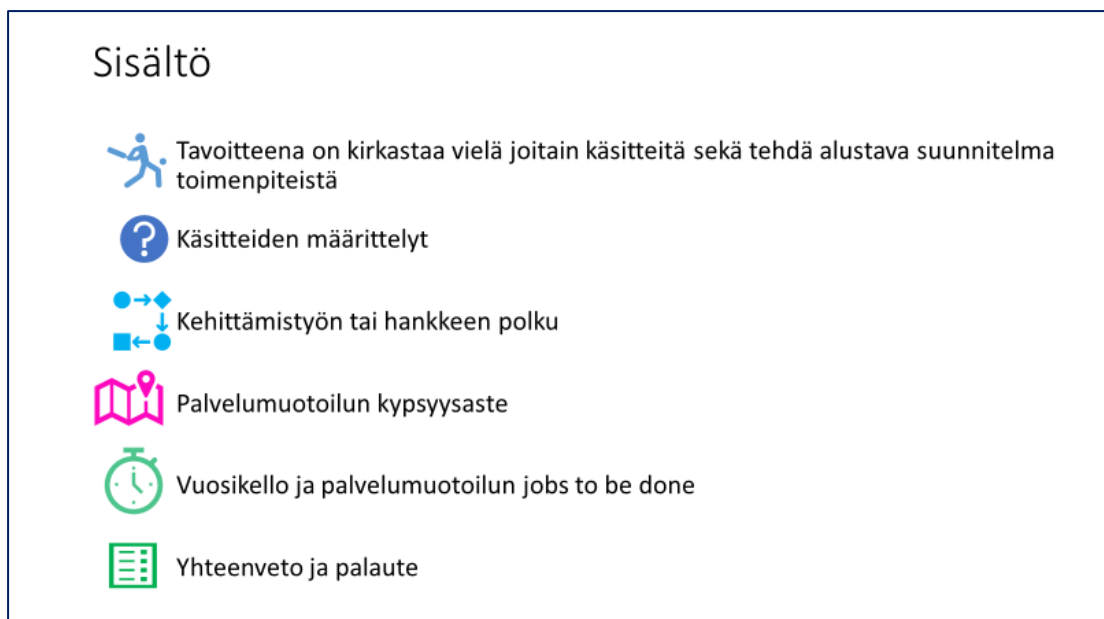 Sisältö
Tavoitteena on kirkastaa vielä joitain käsitteitä sekä tehdä alustava suunnitelma
toimenpiteistä
Käsitteiden määrittelyt
Kehittämistyön tai hankkeen polku
Palvelumuotoilun kypsyysaste
Vuosikello ja palvelumuotoilun jobs to be done
Yhteenveto ja palaute